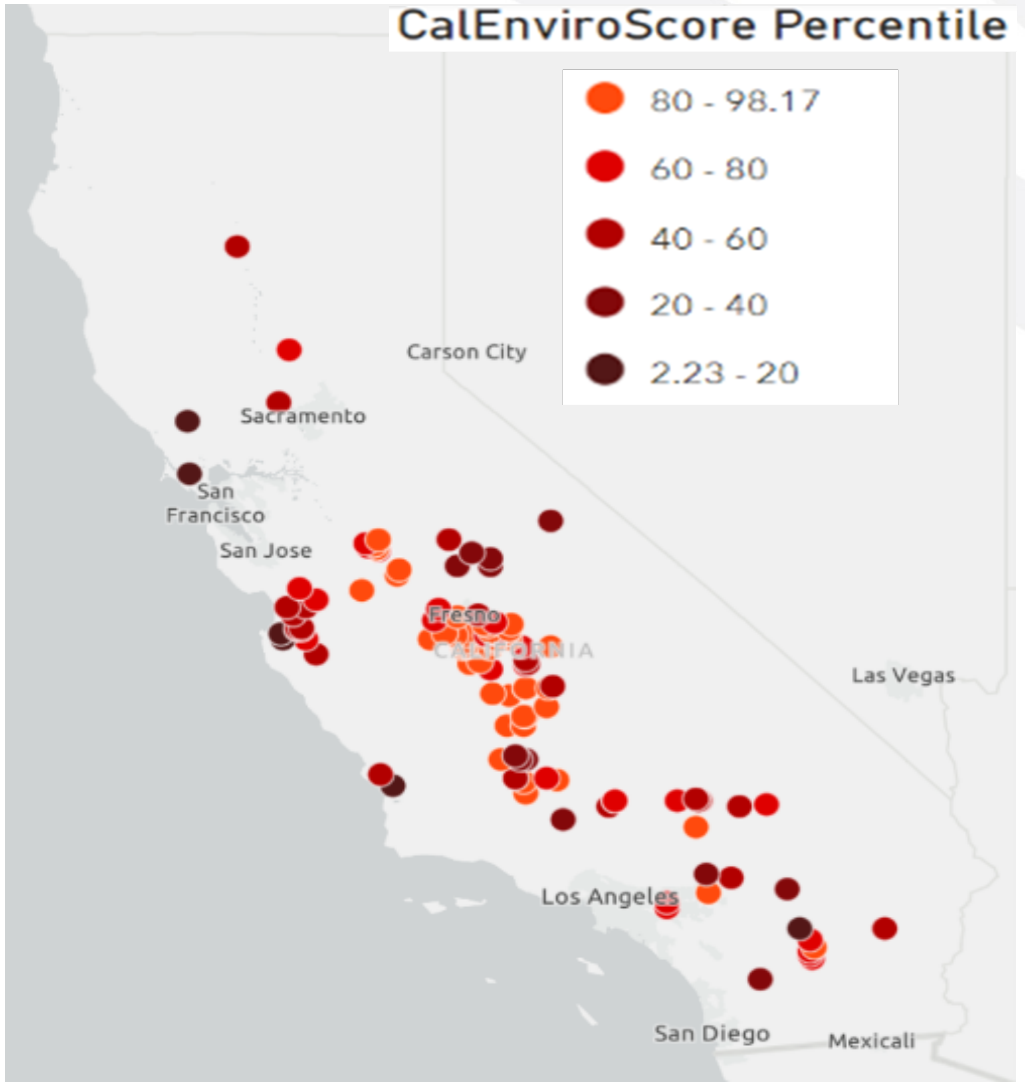 CalEnviroScore Percentile
80 - 98.17
60 - 80
40 - 60
20 - 40
2.23 - 20
Carson City
Sacramento
San
Francisco
San Jose
Fresno
CALIFORNIA
Las Vegas
Los Angeles
San Diego
Mexicali